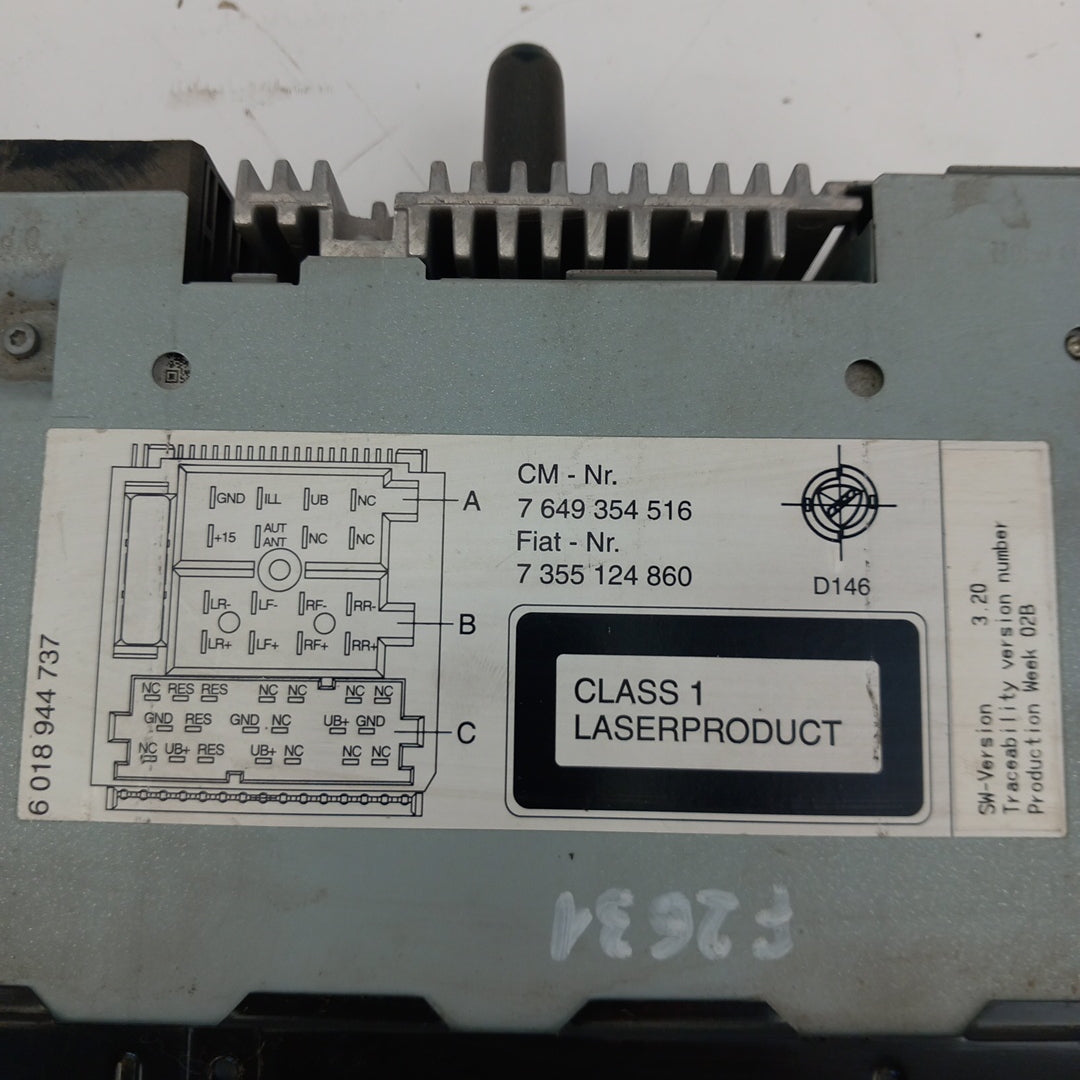 GND ILL UB NC
A
+15 AUT ANT NC NC
LR- LF- RF- RR-
B
LR+ LF+ RF+ RR+
NC RES RES NC NC NC NC
GND RES GND NC UB+ GND
C
NC UB+ RES UB+ NC NC NC
6 018 944 737
CM - Nr.
7 649 354 516
Fiat - Nr.
7 355 124 860
D146
CLASS 1
LASERPRODUCT
SW-Version 3.20
Traceability version number
Production Week 02B
F2631